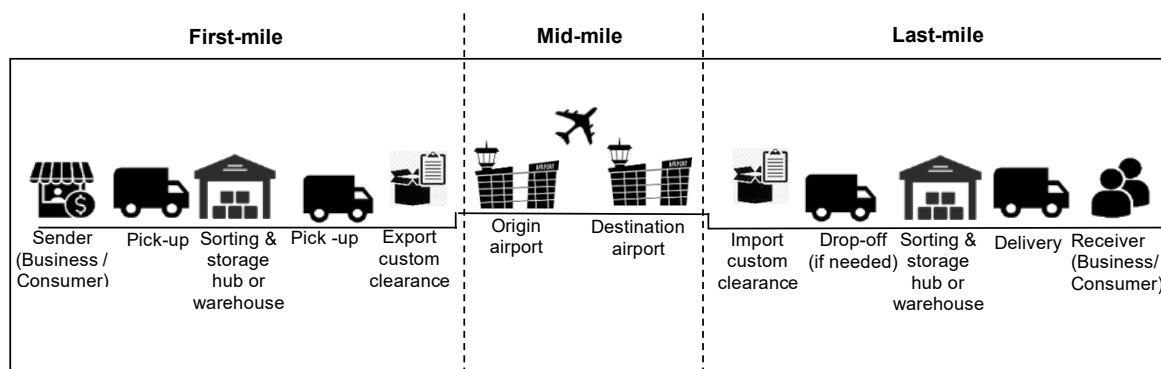 First-mile
Mid-mile
Last-mile
AIRPORT
AIRPORT
Sender
(Business /
Consumer)
Pick-up
Sorting &
storage
hub or
warehouse
Pick -up
Export
custom
clearance
Origin
airport
Destination
airport
Import
custom
clearance
Drop-off
(if needed)
Sorting &
storage
hub or
warehouse
Delivery
Receiver
(Business/
Consumer)